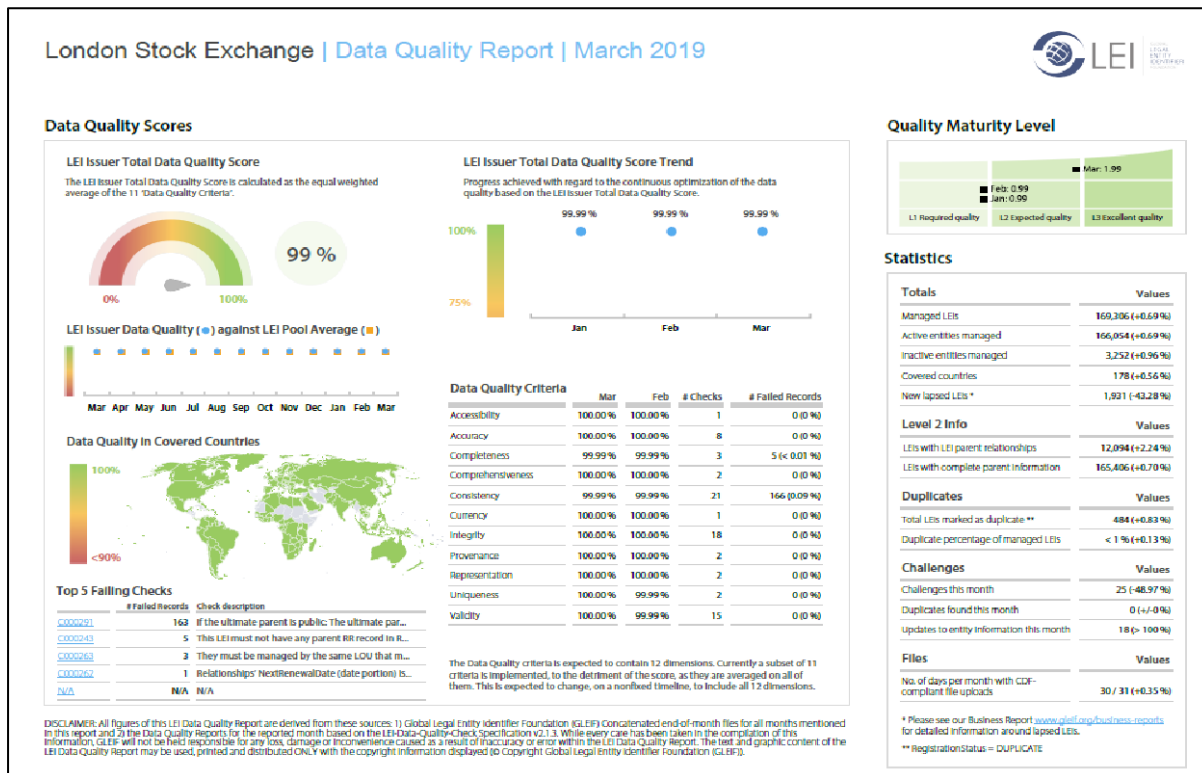 London Stock Exchange | Data Quality Report | March 2019
LEI
GLOBAL
LEGAL
ENTITY
IDENTIFIER
Data Quality Scores
LEI Issuer Total Data Quality Score
The LEI Issuer Total Data Quality Score is calculated as the equal weighted
average of the 11 'Data Quality Criteria'.
99 %
0% 100%
LEI Issuer Data Quality ( ) against LEI Pool Average ( )
Mar Apr May Jun Jul Aug Sep Oct Nov Dec Jan Feb Mar
Data Quality in Covered Countries
100%
<90%
Top 5 Failing Checks
# Failed Records Check description
C000291 163 If the ultimate parent is public: The ultimate par...
C000243 5 This LEI must not have any parent RR record in R...
C000263 3 They must be managed by the same LOU that m...
C000262 1 Relationships' NextRenewalDate (date portion) is...
N/A N/A N/A
LEI Issuer Total Data Quality Score Trend
Progress achieved with regard to the continuous optimization of the data
quality based on the LEI Issuer Total Data Quality Score.
99.99 % 99.99 % 99.99 %
100%
75%
Jan Feb Mar
Data Quality Criteria Mar Feb # Checks # Failed Records
Accessibility 100.00 % 100.00 % 1 0 (0 %)
Accuracy 100.00 % 100.00 % 8 0 (0 %)
Completeness 99.99 % 99.99 % 3 5 (< 0.01 %)
Comprehensiveness 100.00 % 100.00 % 2 0 (0 %)
Consistency 99.99 % 99.99 % 21 166 (0.09 %)
Currency 100.00 % 100.00 % 1 0 (0 %)
Integrity 100.00 % 100.00 % 18 0 (0 %)
Provenance 100.00 % 100.00 % 2 0 (0 %)
Representation 100.00 % 100.00 % 2 0 (0 %)
Uniqueness 100.00 % 99.99 % 2 0 (0 %)
Validity 100.00 % 99.99 % 15 0 (0 %)
The Data Quality criteria is expected to contain 12 dimensions. Currently a subset of 11
criteria is implemented, to the detriment of the score, as they are averaged on all of
them. This is expected to change, on a nonfixed timeline, to include all 12 dimensions.
Quality Maturity Level
Mar: 1.99
Feb: 0.99
Jan: 0.99
L1 Required quality L2 Expected quality L3 Excellent quality
Statistics
Totals Values
Managed LEIs 169,306 (+0.69 %)
Active entities managed 166,054 (+0.69 %)
Inactive entities managed 3,252 (+0.96 %)
Covered countries 178 (+0.56 %)
New lapsed LEIs * 1,931 (-43.28 %)
Level 2 Info Values
LEIs with LEI parent relationships 12,094 (+2.24 %)
LEIs with complete parent information 165,406 (+0.70 %)
Duplicates Values
Total LEIs marked as duplicate ** 484 (+0.83 %)
Duplicate percentage of managed LEIs < 1 % (+0.13 %)
Challenges Values
Challenges this month 25 (-48.97 %)
Duplicates found this month 0 (+/-0 %)
Updates to entity information this month 18 (> 100 %)
Files Values
No. of days per month with CDF-
compliant file uploads 30 / 31 (+0.35 %)
* Please see our Business Report www.gleif.org/business-reports
for detailed information around lapsed LEIs.
** RegistrationStatus = DUPLICATE
DISCLAIMER: All figures of this LEI Data Quality Report are derived from these sources: 1) Global Legal Entity Identifier Foundation (GLEIF) Concatenated end-of-month files for all months mentioned
in this report and 2) the Data Quality Reports for the reported month based on the LEI-Data-Quality-Check Specification v2.1.3. While every care has been taken in the compilation of this
information, GLEIF will not be held responsible for any loss, damage or inconvenience caused as a result of inaccuracy or error within the LEI Data Quality Report. The text and graphic content of the
LEI Data Quality Report may be used, printed and distributed ONLY with the copyright information displayed (© Copyright Global Legal Entity Identifier Foundation (GLEIF)).